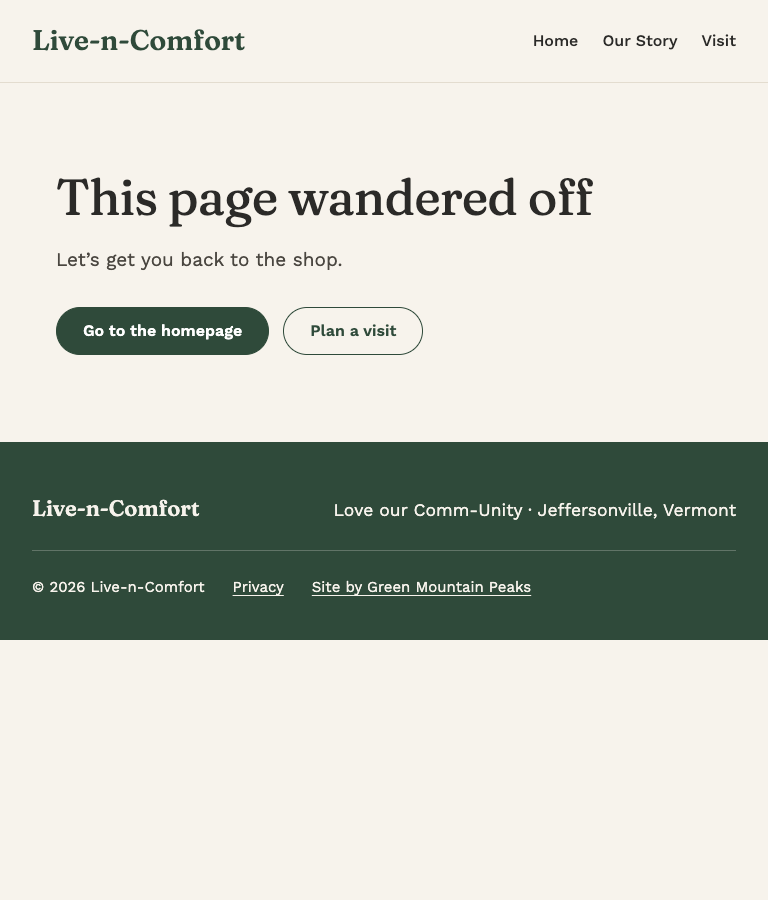 Live-n-Comfort
Home Our Story Visit
This page wandered off
Let’s get you back to the shop.
Go to the homepage Plan a visit
Live-n-Comfort
Love our Comm-Unity · Jeffersonville, Vermont
© 2026 Live-n-Comfort Privacy Site by Green Mountain Peaks